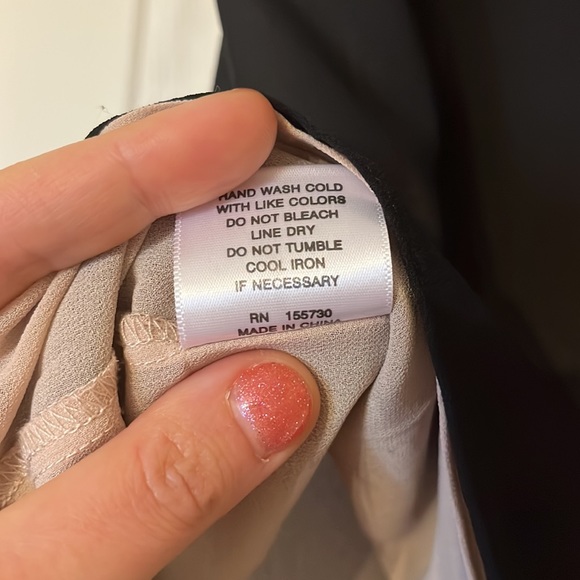 HAND WASH COLD
WITH LIKE COLORS
DO NOT BLEACH
LINE DRY
DO NOT TUMBLE
COOL IRON
IF NECESSARY
RN 155730
MADE IN CHINA